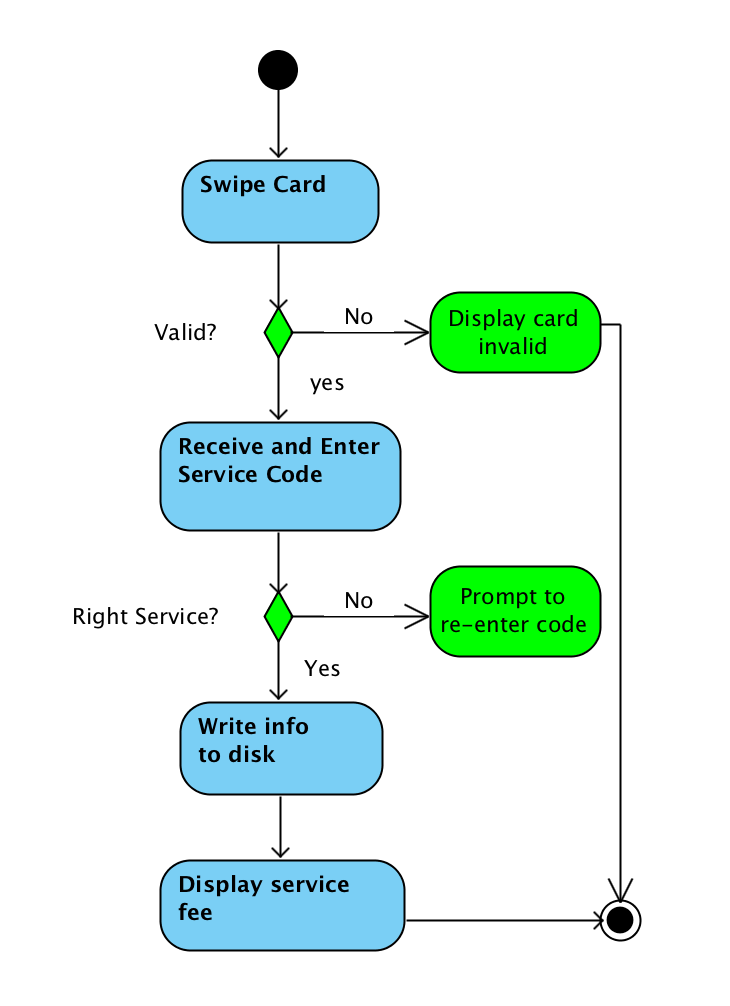 Swipe Card
Valid?
No
Display card
invalid
yes
Receive and Enter
Service Code
Right Service?
No
Prompt to
re-enter code
Yes
Write info
to disk
Display service
fee